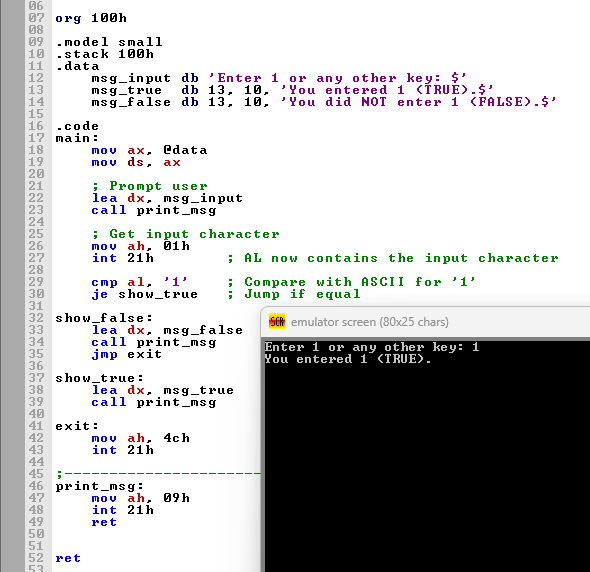 06
07 org 100h
08
09 .model small
10 .stack 100h
11 .data
12 msg_input db 'Enter 1 or any other key: $'
13 msg_true db 13, 10, 'You entered 1 (TRUE).$'
14 msg_false db 13, 10, 'You did NOT enter 1 (FALSE).$'
15
16 .code
17 main:
18 mov ax, @data
19 mov ds, ax
20
21 ; Prompt user
22 lea dx, msg_input
23 call print_msg
24
25 ; Get input character
26 mov ah, 01h
27 int 21h ; AL now contains the input character
28
29 cmp al, '1' ; Compare with ASCII for '1'
30 je show_true ; Jump if equal
31
32 show_false:
33 lea dx, msg_false
34 call print_msg
35 jmp exit
36
37 show_true:
38 lea dx, msg_true
39 call print_msg
40
41 exit:
42 mov ah, 4ch
43 int 21h
44
45 ;----------------------
46 print_msg:
47 mov ah, 09h
48 int 21h
49 ret
50
51
52 ret
53
SCR emulator screen (80x25 chars)
Enter 1 or any other key: 1
You entered 1 (TRUE).